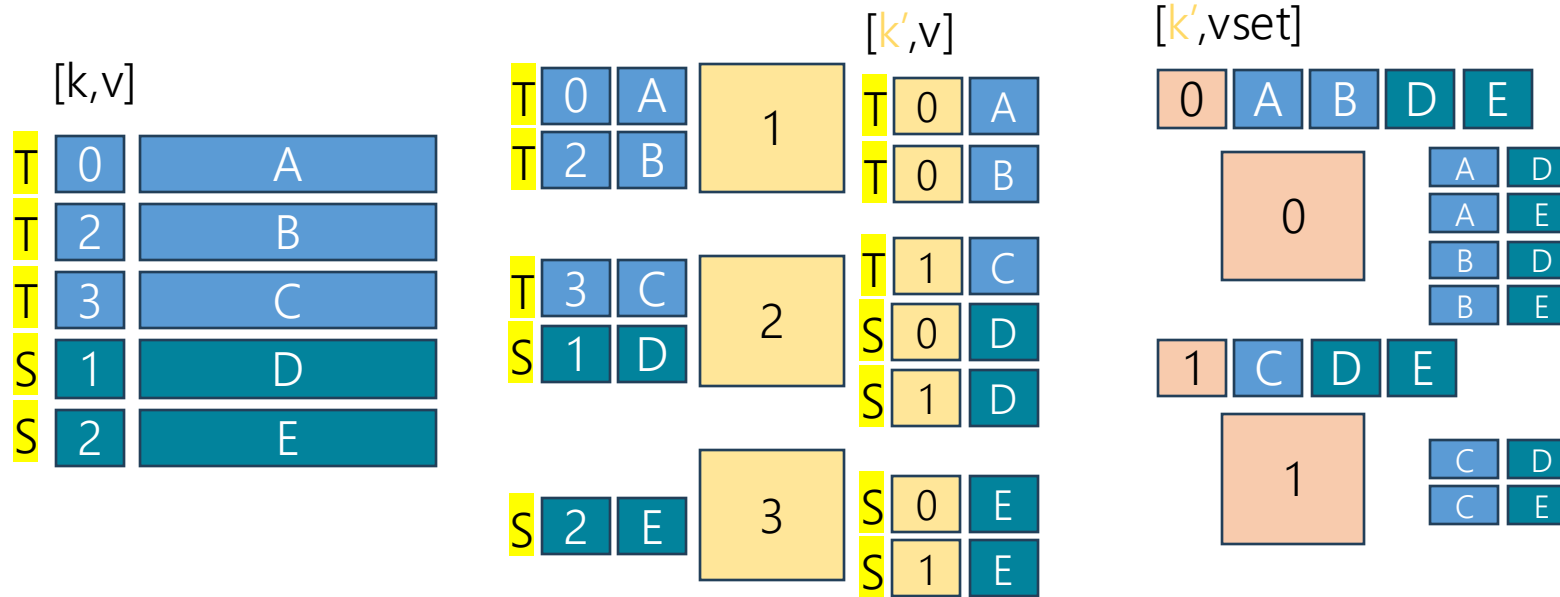 [k,v]
T 0 A
T 2 B
T 3 C
S 1 D
S 2 E
[k’,v]
T 0 A
T 2 B
1
T 0 A
T 0 B
T 3 C
S 1 D
2
T 1 C
S 0 D
S 1 D
S 2 E
3
S 0 E
S 1 E
[k’,vset]
0 A B D E
0
A D
A E
B D
B E
1 C D E
1
C D
C E